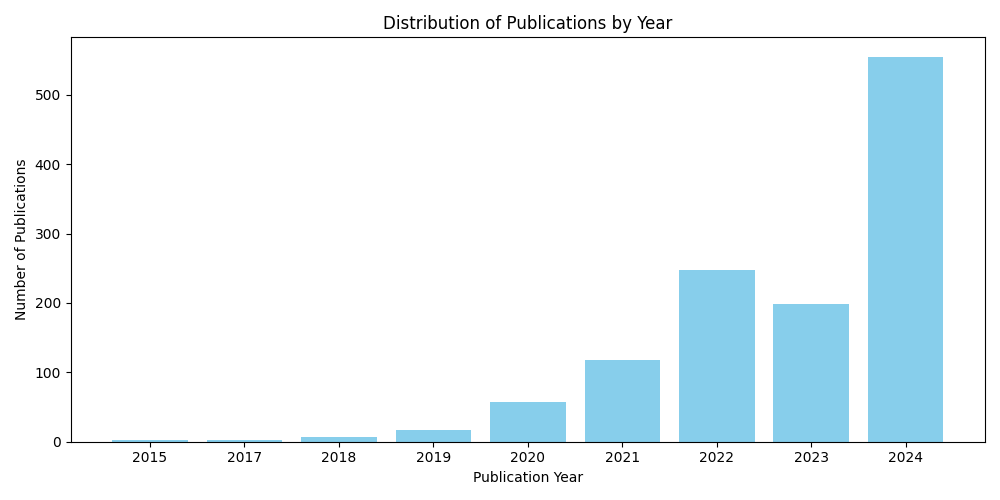 Distribution of Publications by Year
Number of Publications
500
400
300
200
100
0
2015 2017 2018 2019 2020 2021 2022 2023 2024
Publication Year